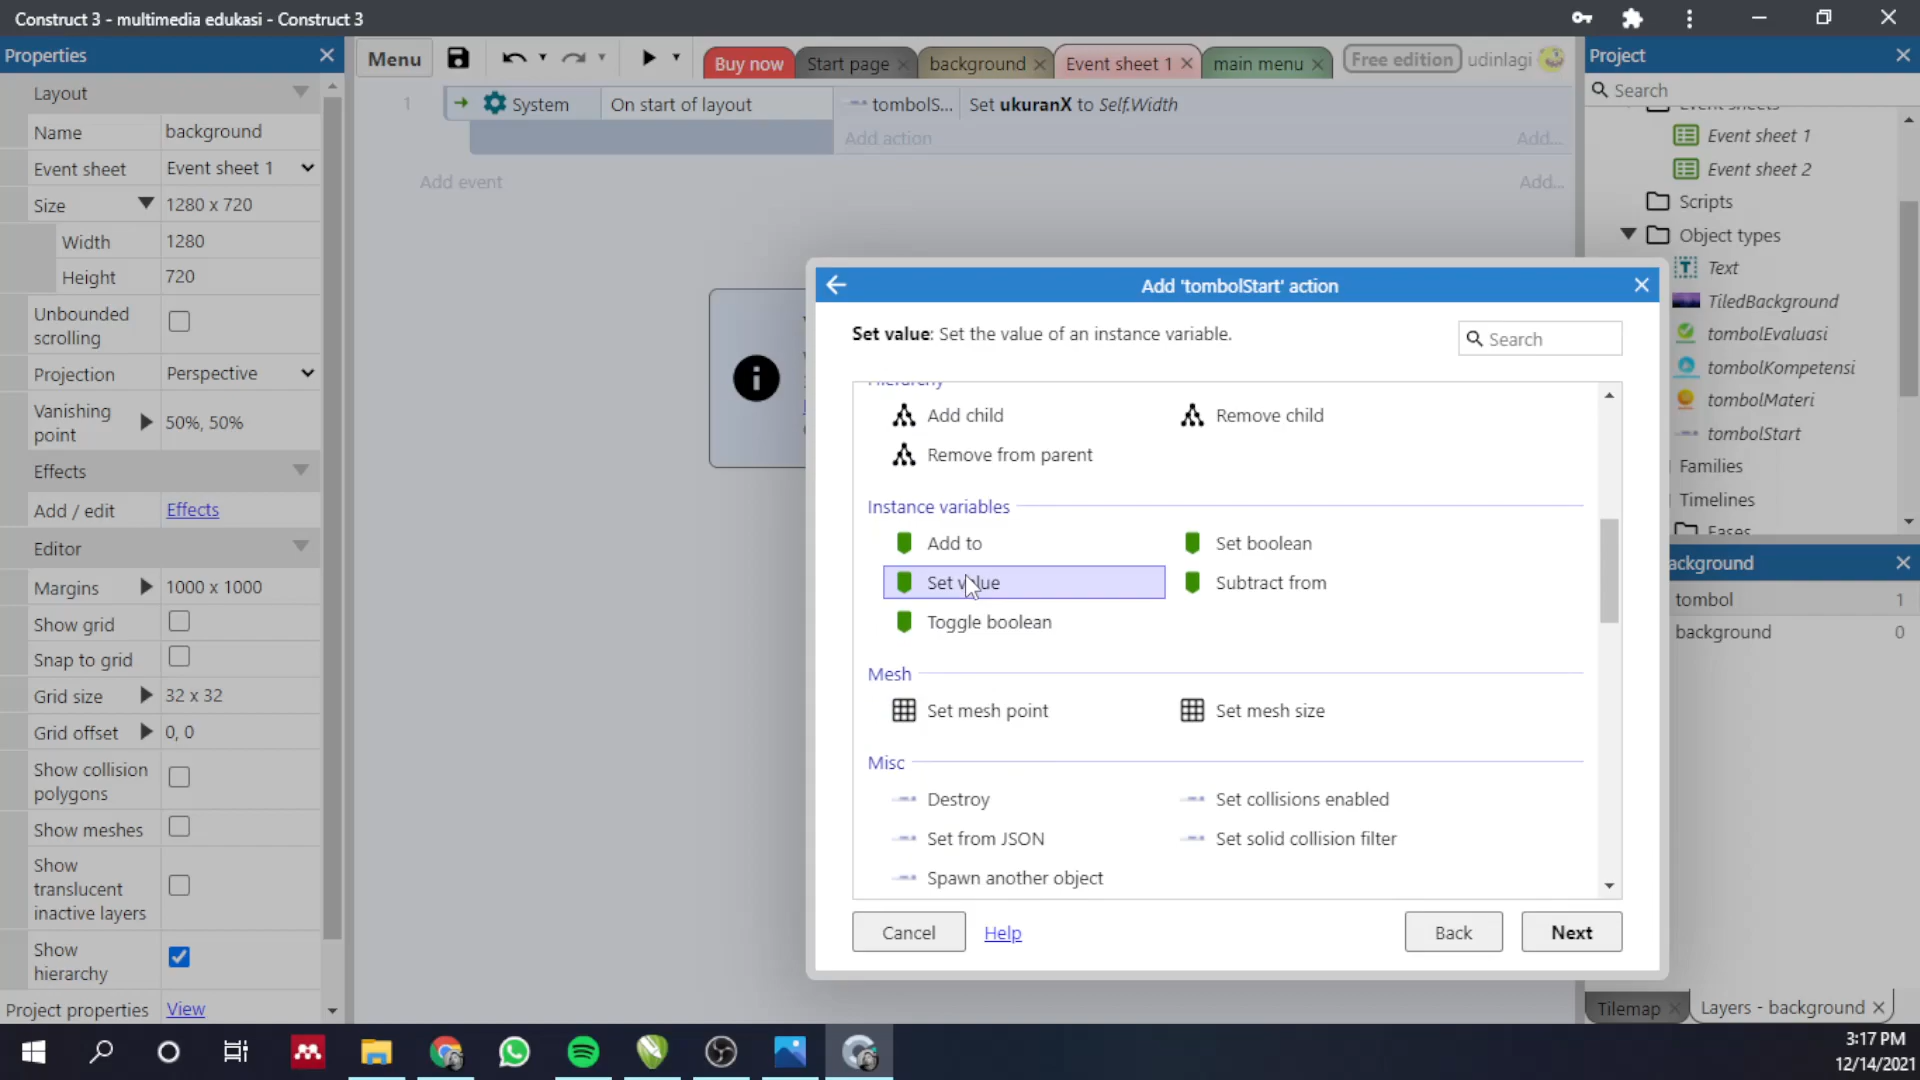 Construct 3 - multimedia edukasi - Construct 3
Properties
Layout
Name background
Event sheet Event sheet 1
Size 1280 x 720
Width 1280
Height 720
Unbounded scrolling
Projection Perspective
Vanishing point 50%, 50%
Effects
Add / edit Effects
Editor
Margins 1000 x 1000
Show grid
Snap to grid
Grid size 32 x 32
Grid offset 0, 0
Show collision polygons
Show meshes
Show translucent inactive layers
Show hierarchy
Project properties View
Menu
Buy now
Start page
background
Event sheet 1
main menu
Free edition
udinlagi
1 System On start of layout tombolS... Set ukuranX to Self.Width
Add action Add...
Add event Add...
Add 'tombolStart' action
Set value: Set the value of an instance variable.
Search
Hierarchy
Add child Remove child
Remove from parent
Instance variables
Add to Set boolean
Set value Subtract from
Toggle boolean
Mesh
Set mesh point Set mesh size
Misc
Destroy Set collisions enabled
Set from JSON Set solid collision filter
Spawn another object
Cancel Help Back Next
Project
Search
Event sheets
Event sheet 1
Event sheet 2
Scripts
Object types
Text
TiledBackground
tombolEvaluasi
tombolKompetensi
tombolMateri
tombolStart
Families
Timelines
Eases
ackground
tombol 1
background 0
Tilemap Layers - background
3:17 PM
12/14/2021